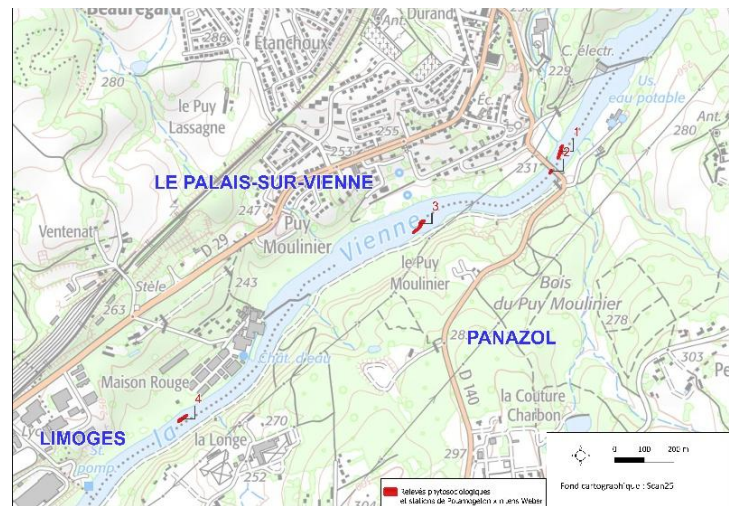 Beauregard
Durand
Ant.
Etanchoux
C. électr.
286
280
229
Us.
eau potable
le Puy
Lassagne
Éc.
253
255
1
280
Ant.
2
231
LE PALAIS-SUR-VIENNE
247
3
Ventenat
Puy
Moulinier
Vienne
D 29
le Puy
Moulinier
Stèle
243
263
Bois
du Puy Moulinier
278
PANAZOL
Chât. d'eau
303
Maison Rouge
D 140
4
la Couture
Charbon
la
LIMOGES
270
la Longe
St.
pomp.
297
0 100 200 m
Relevés phytosociologiques
et stations de Potamogeton x nitens Weber
Fond cartographique : Scan25